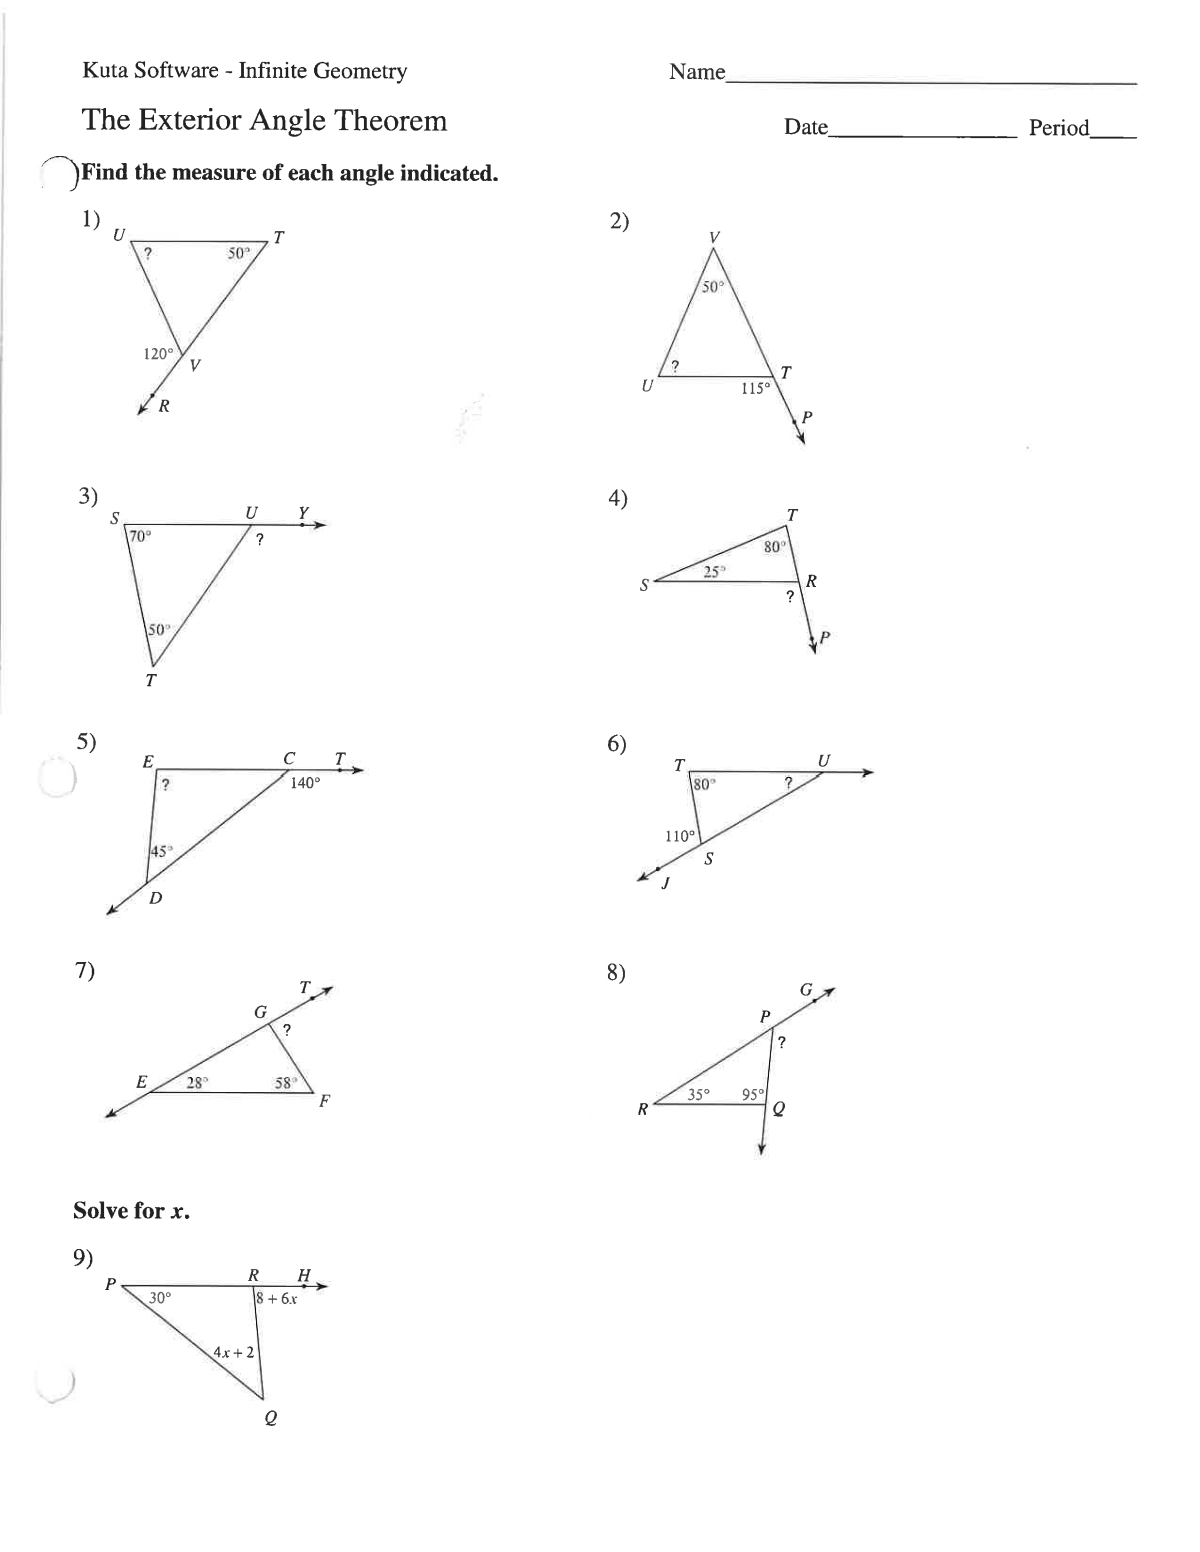 Kuta Software - Infinite Geometry
Name
The Exterior Angle Theorem
Date Period
Find the measure of each angle indicated.
1)
U
T
?
50°
120°
V
R
2)
V
50°
?
U
T
115°
P
3)
S
U
Y
70°
?
50°
T
4)
T
80°
25°
S
R
?
P
5)
E
C
T
?
140°
45°
D
6)
T
U
80°
?
110°
S
J
7)
T
G
?
E
28°
58°
F
8)
G
P
?
35°
95°
R
Q
Solve for x.
9)
P
R
H
30°
8 + 6x
4x + 2
Q